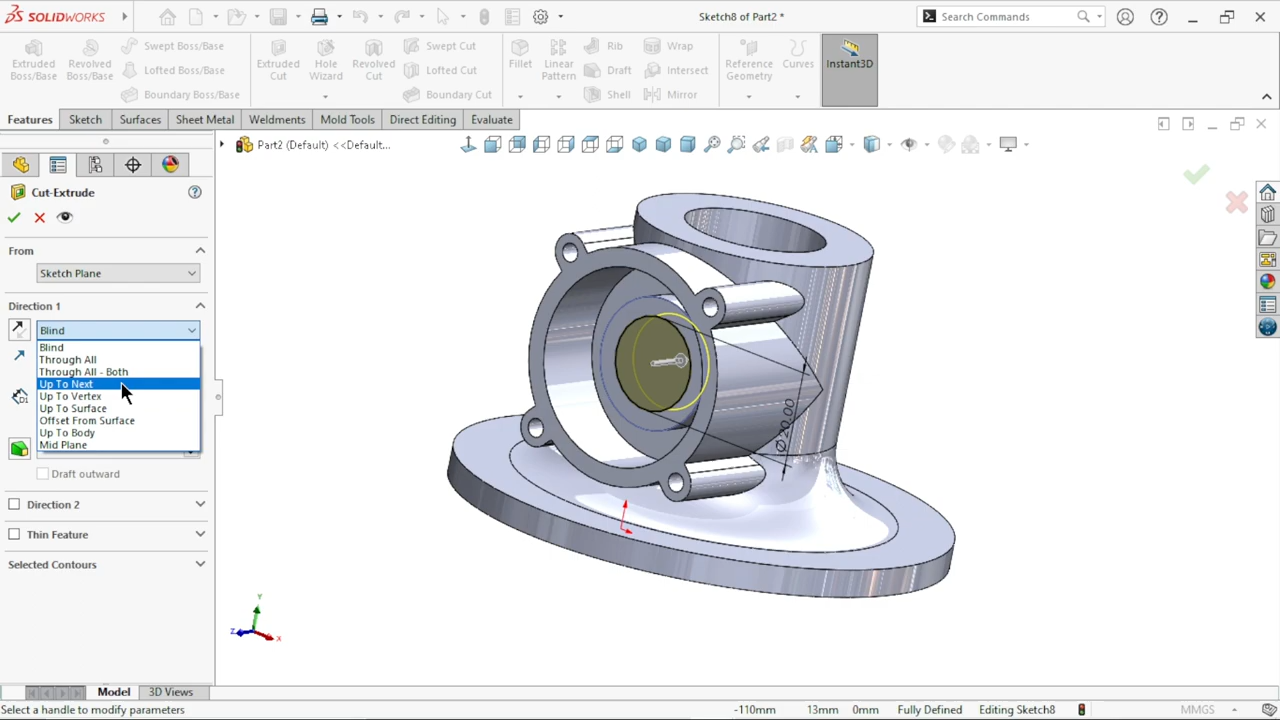 SOLIDWORKS
Sketch8 of Part2 *
Search Commands
Extruded Boss/Base
Revolved Boss/Base
Swept Boss/Base
Lofted Boss/Base
Boundary Boss/Base
Extruded Cut
Hole Wizard
Revolved Cut
Swept Cut
Lofted Cut
Boundary Cut
Fillet
Linear Pattern
Rib
Draft
Shell
Wrap
Intersect
Mirror
Reference Geometry
Curves
Instant3D
Features
Sketch
Surfaces
Sheet Metal
Weldments
Mold Tools
Direct Editing
Evaluate
Part2 (Default) <<Default...
Cut-Extrude
From
Sketch Plane
Direction 1
Blind
Blind
Through All
Through All - Both
Up To Next
Up To Vertex
Up To Surface
Offset From Surface
Up To Body
Mid Plane
Draft outward
Direction 2
Thin Feature
Selected Contours
Ø20.00
Y
Z
X
Model
3D Views
Select a handle to modify parameters
-110mm
13mm
0mm
Fully Defined
Editing Sketch8
MMGS